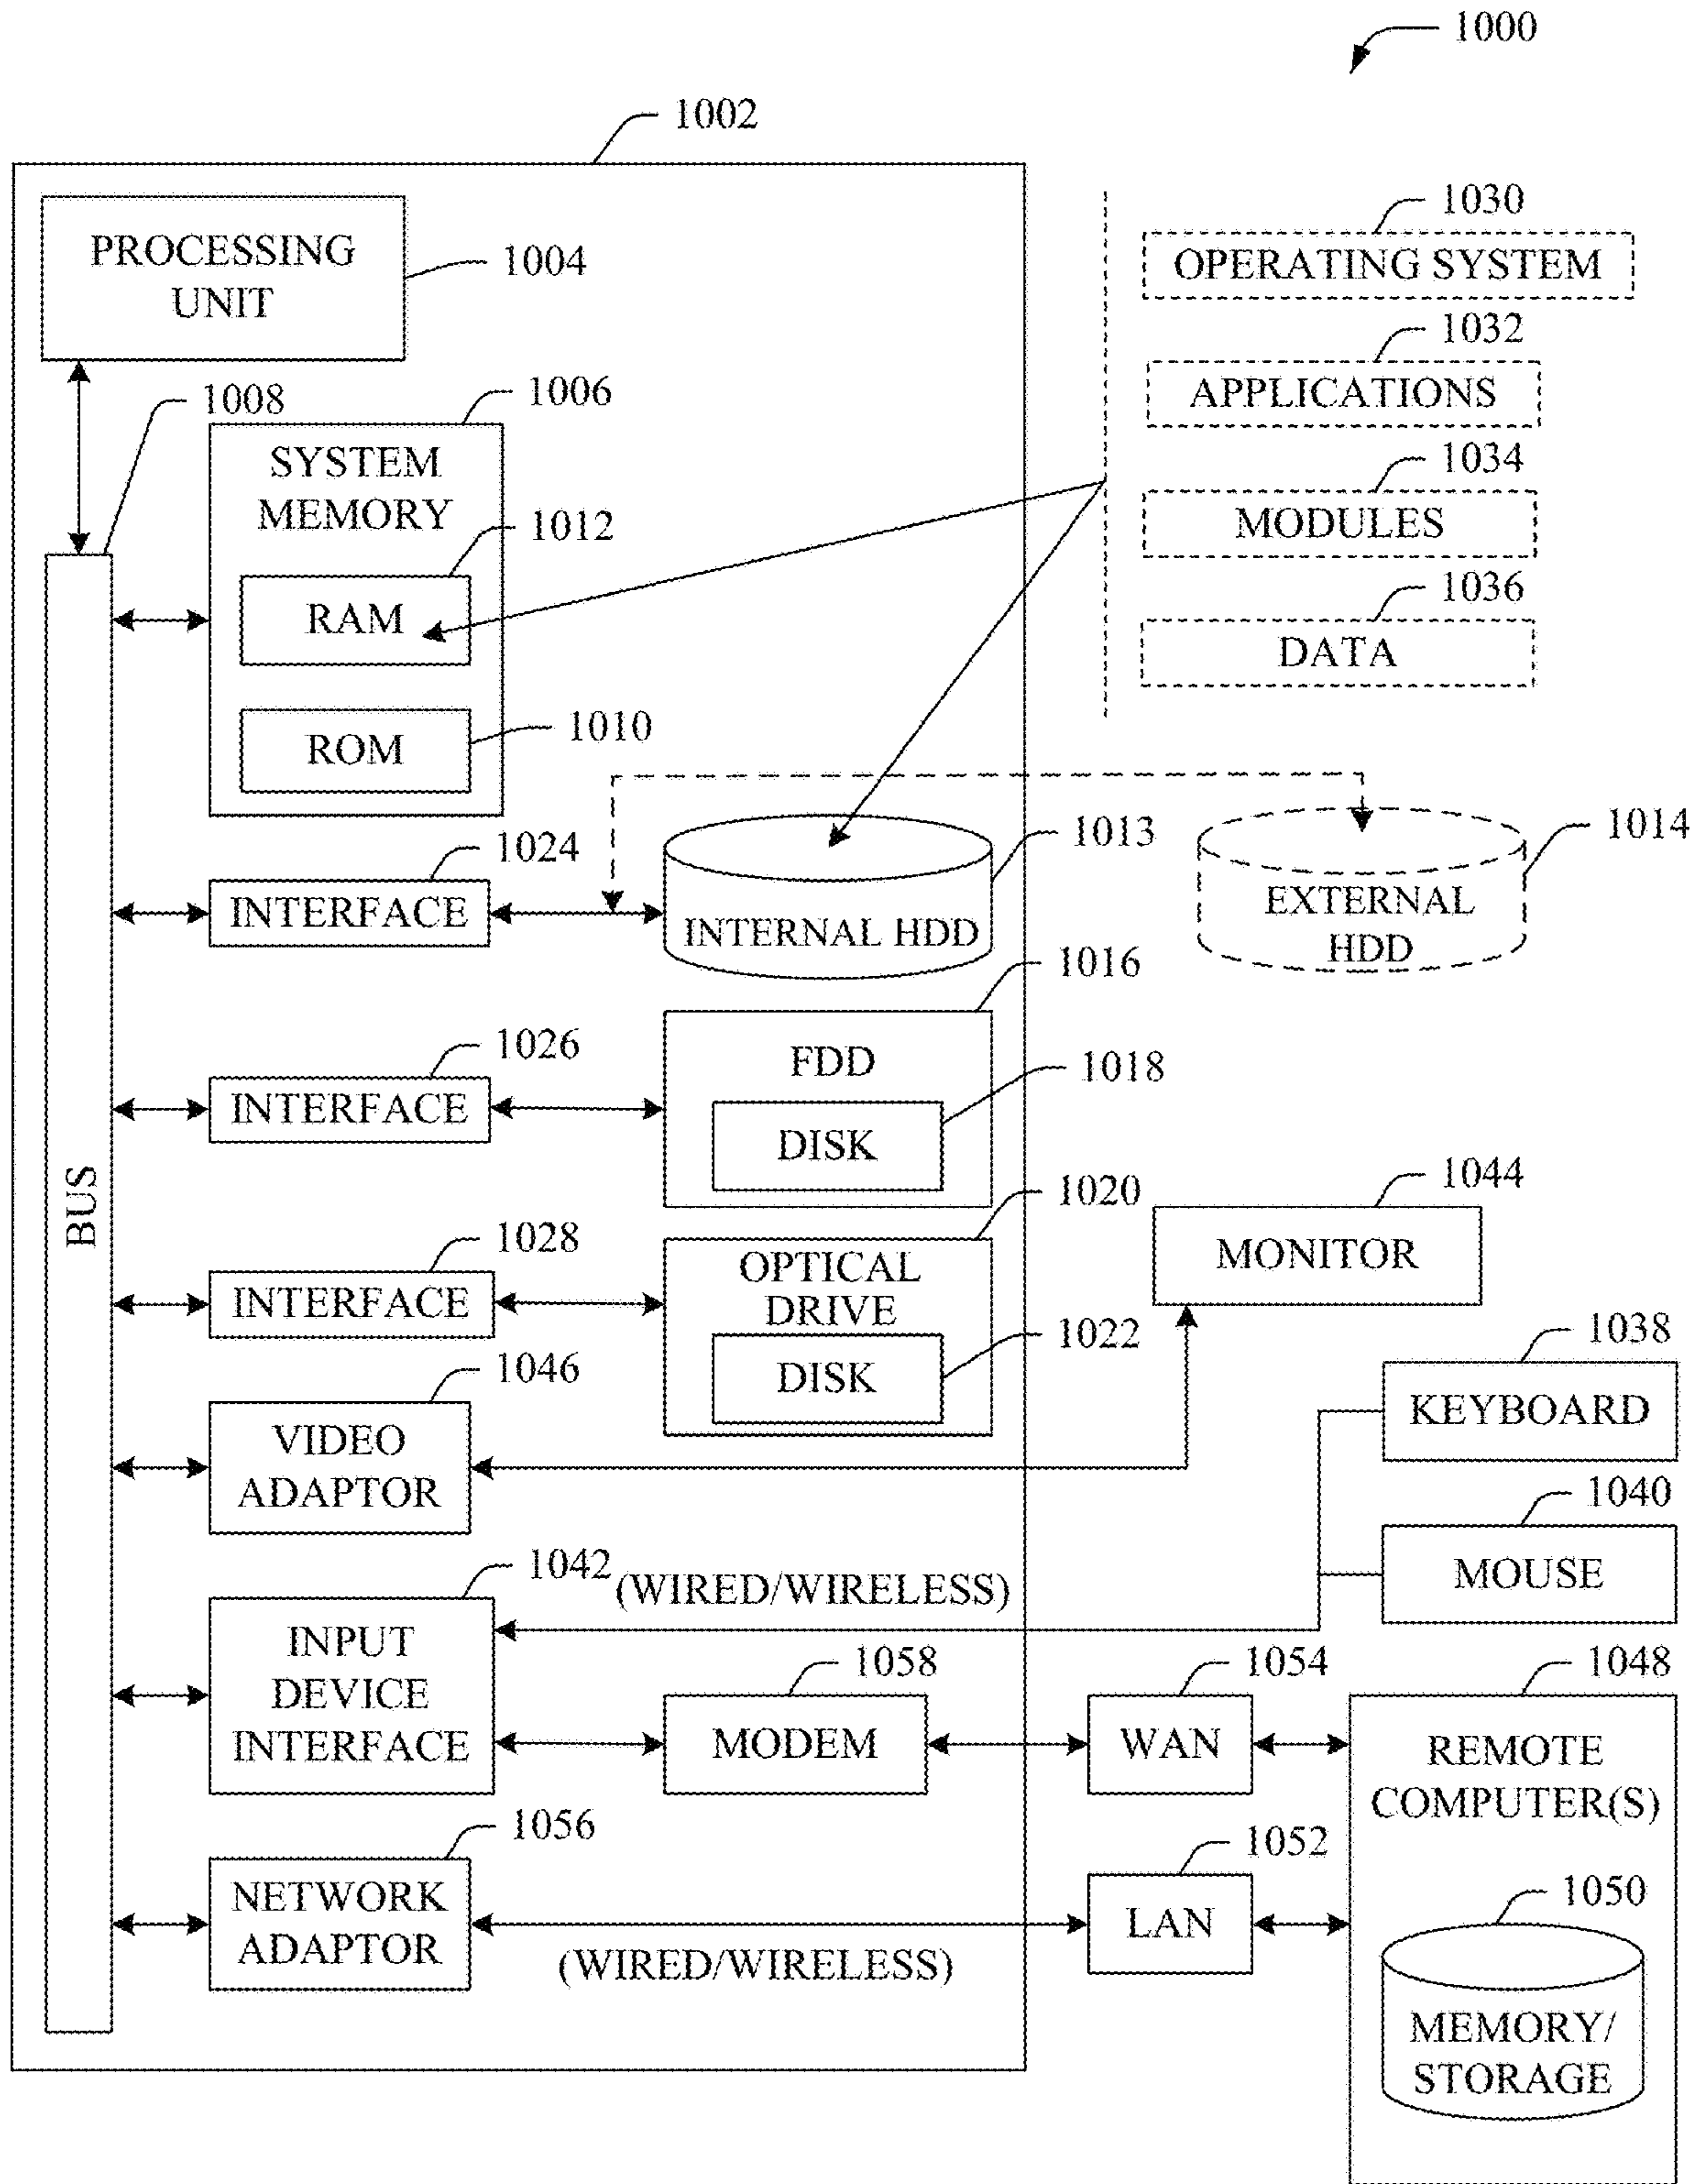 1000
1002
PROCESSING
UNIT
1004
1030
OPERATING SYSTEM
1032
APPLICATIONS
1034
MODULES
1036
DATA
1008
1006
SYSTEM
MEMORY
1012
RAM
1010
ROM
1024
INTERFACE
1013
INTERNAL HDD
1014
EXTERNAL
HDD
1026
INTERFACE
1016
FDD
1018
DISK
BUS
1028
INTERFACE
1020
OPTICAL
DRIVE
1022
DISK
1044
MONITOR
1046
VIDEO
ADAPTOR
1038
KEYBOARD
1040
MOUSE
1042
(WIRED/WIRELESS)
INPUT
DEVICE
INTERFACE
1058
MODEM
1054
WAN
1048
REMOTE
COMPUTER(S)
1056
NETWORK
ADAPTOR
(WIRED/WIRELESS)
1052
LAN
1050
MEMORY/
STORAGE